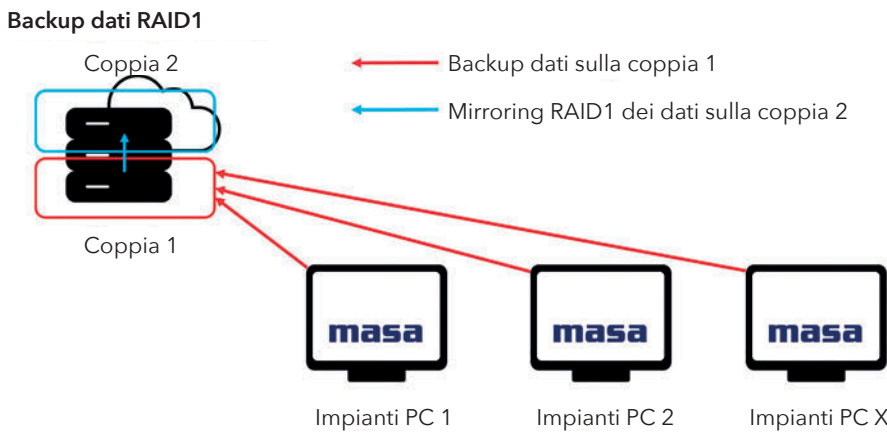 Backup dati RAID1
Coppia 2
Backup dati sulla coppia 1
Mirroring RAID1 dei dati sulla coppia 2
Coppia 1
masa
masa
masa
Impianti PC 1
Impianti PC 2
Impianti PC X